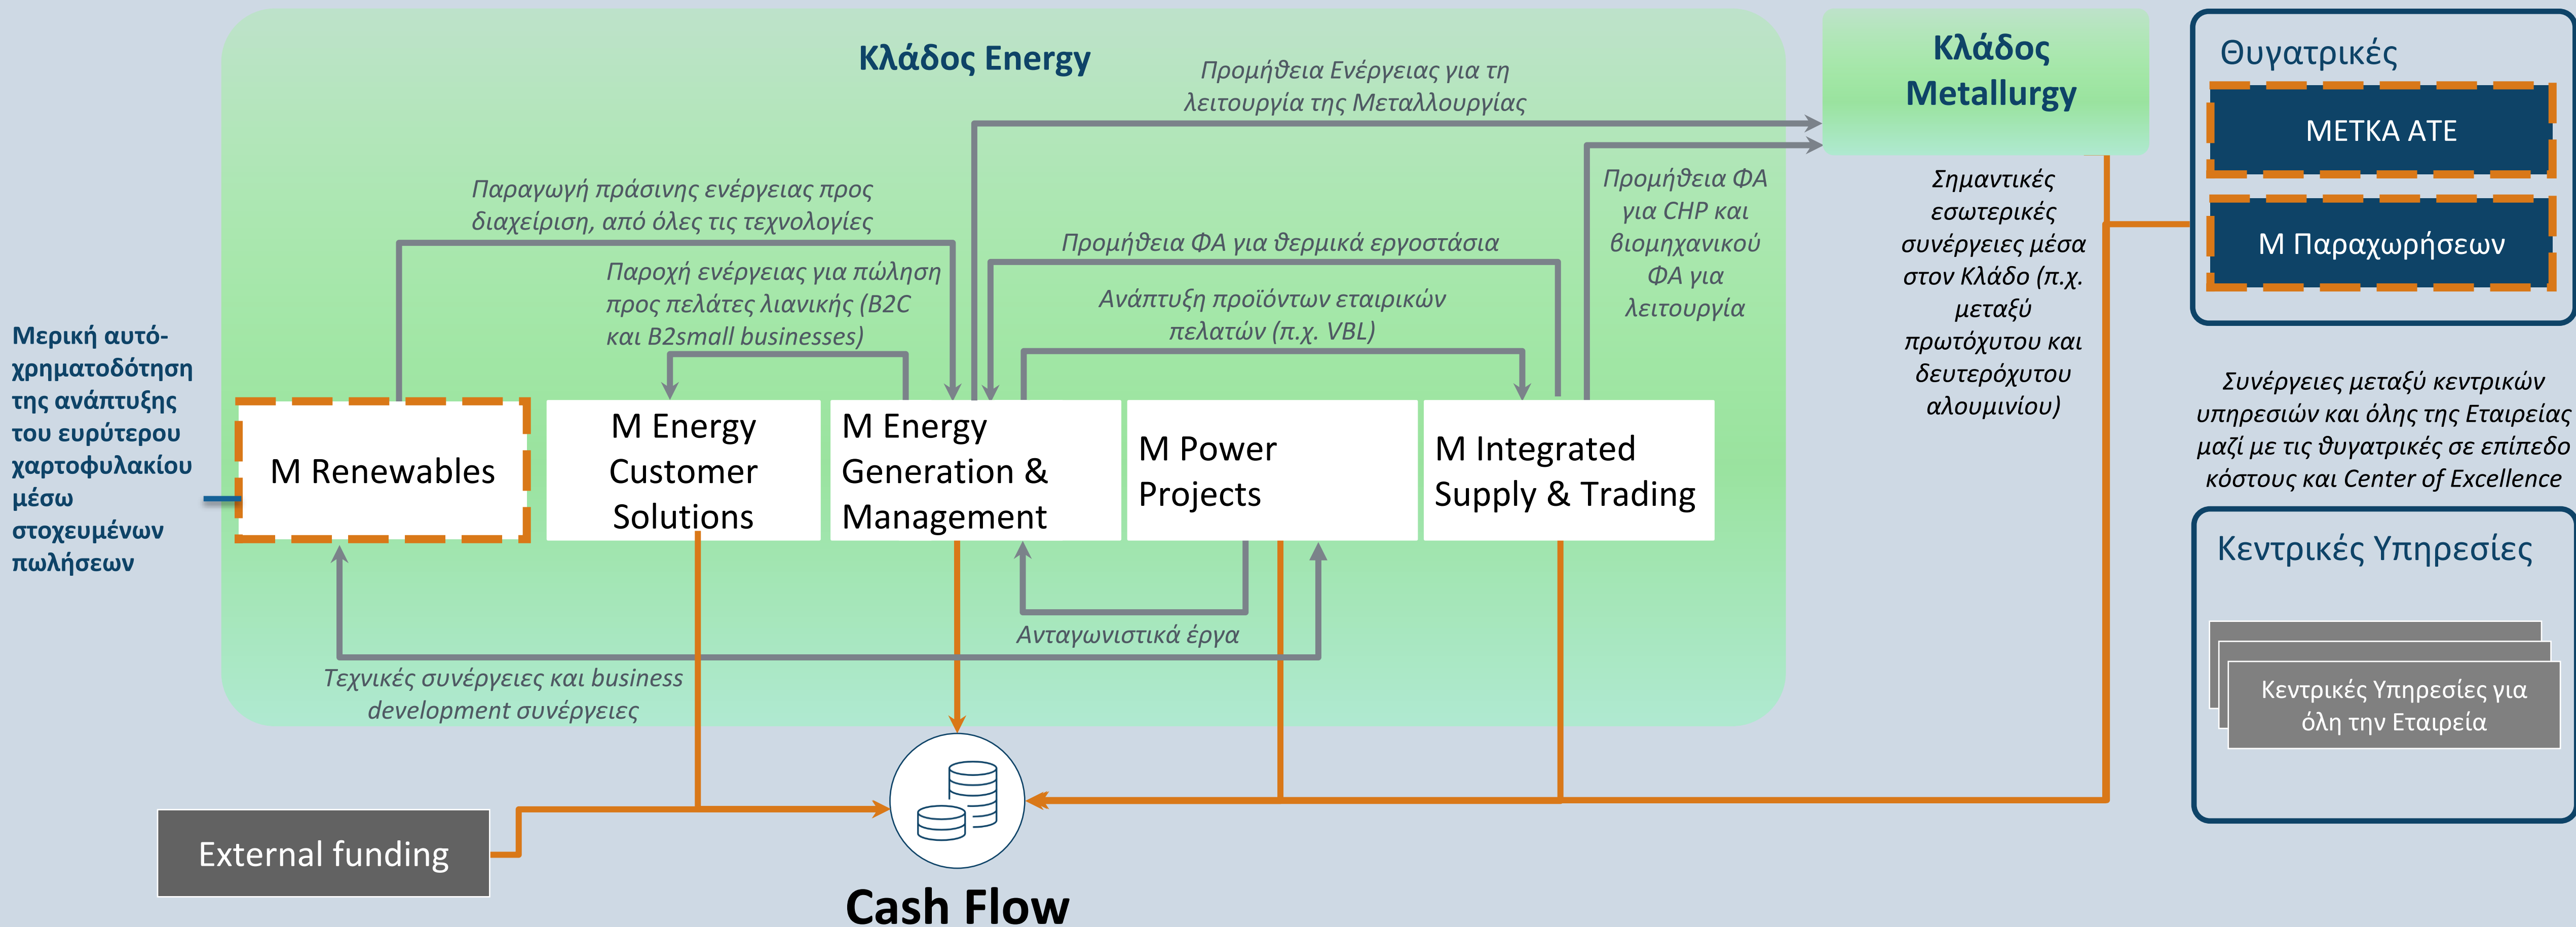 Κλάδος Energy
Προμήθεια Ενέργειας για τη
λειτουργία της Μεταλλουργίας
Κλάδος
Metallurgy
Θυγατρικές
ΜΕΤΚΑ ΑΤΕ
Μ Παραχωρήσεων
Παραγωγή πράσινης ενέργειας προς
διαχείριση, από όλες τις τεχνολογίες
Παροχή ενέργειας για πώληση
προς πελάτες λιανικής (B2C
και B2small businesses)
Προμήθεια ΦΑ για θερμικά εργοστάσια
Ανάπτυξη προϊόντων εταιρικών
πελατών (π.χ. VBL)
Προμήθεια ΦΑ
για CHP και
βιομηχανικού
ΦΑ για
λειτουργία
Σημαντικές
εσωτερικές
συνέργειες μέσα
στον Κλάδο (π.χ.
μεταξύ
πρωτόχυτου και
δευτερόχυτου
αλουμινίου)
Μερική αυτό-
χρηματοδότηση
της ανάπτυξης
του ευρύτερου
χαρτοφυλακίου
μέσω
στοχευμένων
πωλήσεων
M Renewables
M Energy
Customer
Solutions
M Energy
Generation &
Management
M Power
Projects
M Integrated
Supply & Trading
Συνέργειες μεταξύ κεντρικών
υπηρεσιών και όλης της Εταιρείας
μαζί με τις θυγατρικές σε επίπεδο
κόστους και Center of Excellence
Κεντρικές Υπηρεσίες
Κεντρικές Υπηρεσίες για
όλη την Εταιρεία
Ανταγωνιστικά έργα
Τεχνικές συνέργειες και business
development συνέργειες
External funding
Cash Flow